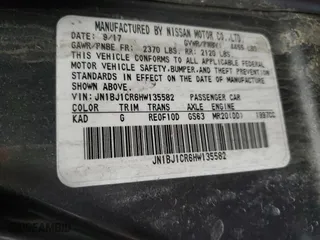 MANUFACTURED BY NISSAN MOTOR CO.,LTD.
DATE: 8/17 GVWR/PNBV: 4486 LBS
GAWR/PNBE FR: 2370 LBS RR: 2120 LBS
THIS VEHICLE CONFORMS TO ALL APPLICABLE FEDERAL
MOTOR VEHICLE SAFETY, BUMPER, AND THEFT PREVENTION
STANDARDS IN EFFECT ON THE DATE OF MANUFACTURE
SHOWN ABOVE.
VIN: JN1BJ1CR6HW135582 PASSENGER CAR
COLOR TRIM TRANS AXLE ENGINE
KAD G RE0F10D GS63 MR20(DD) 1997CC
JN1BJ1CR6HW135582